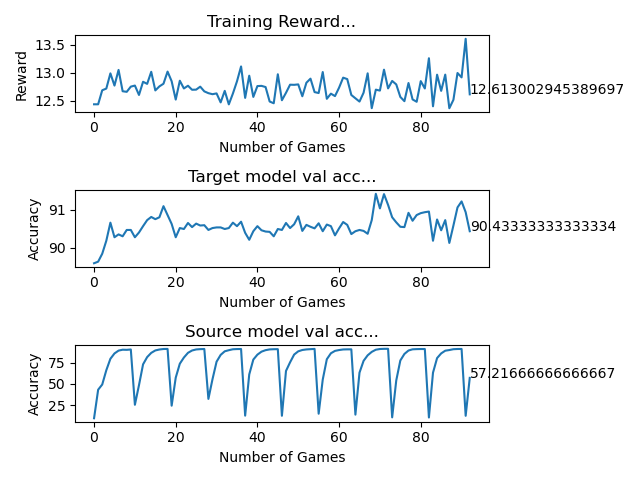 Training Reward...
13.5
13.0
12.5
Reward
12.613002945389697
0 20 40 60 80
Number of Games
Target model val acc...
91
90
Accuracy
90.43333333333334
0 20 40 60 80
Number of Games
Source model val acc...
75
50
25
Accuracy
57.21666666666667
0 20 40 60 80
Number of Games